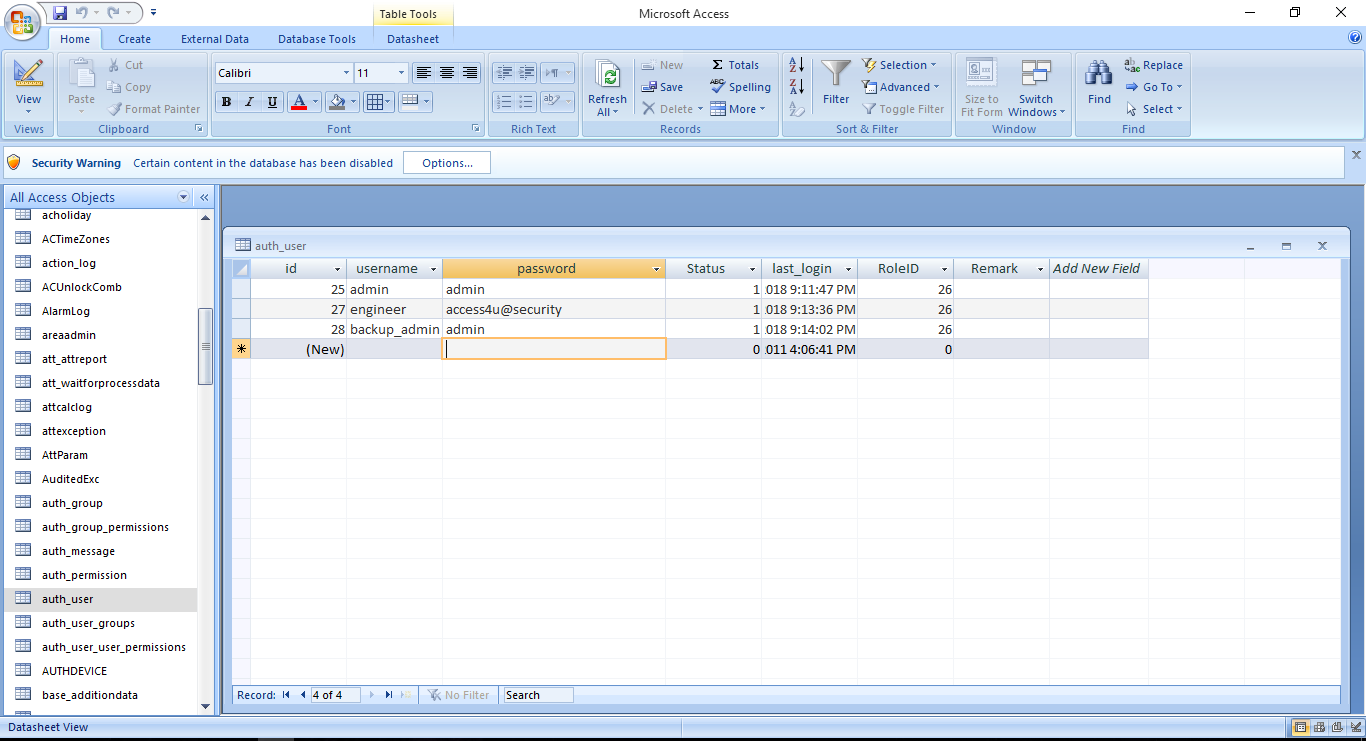 Table Tools
Microsoft Access
Home Create External Data Database Tools Datasheet
View
Views
Paste
Cut
Copy
Format Painter
Clipboard
Calibri 11
B I U A
Font
Rich Text
Refresh All
New
Save
Delete
Totals
Spelling
More
Records
Filter
Selection
Advanced
Toggle Filter
Sort & Filter
Size to Fit Form
Switch Windows
Window
Find
Replace
Go To
Select
Find
Security Warning Certain content in the database has been disabled Options...
All Access Objects
acholiday
ACTimeZones
action_log
ACUnlockComb
AlarmLog
areaadmin
att_attreport
att_waitforprocessdata
attcalclog
attexception
AttParam
AuditedExc
auth_group
auth_group_permissions
auth_message
auth_permission
auth_user
auth_user_groups
auth_user_user_permissions
AUTHDEVICE
base_additiondata
auth_user
id username password Status last_login RoleID Remark Add New Field
25 admin admin 1 :018 9:11:47 PM 26
27 engineer access4u@security 1 :018 9:13:36 PM 26
28 backup_admin admin 1 :018 9:14:02 PM 26
(New) 0 :011 4:06:41 PM 0
Record: 4 of 4 No Filter Search
Datasheet View